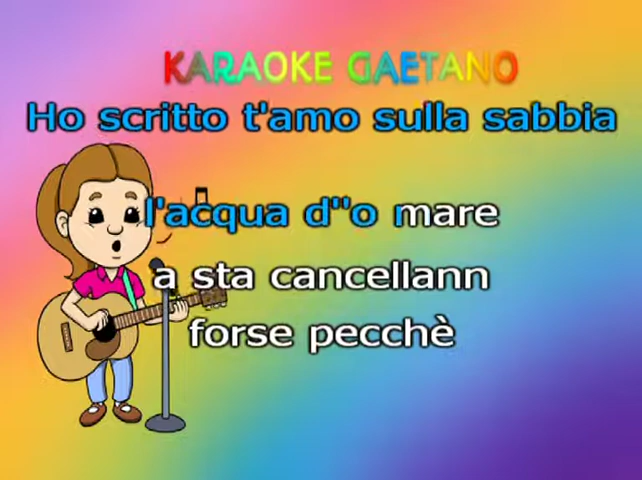 KARAOKE GAETANO
Ho scritto t'amo sulla sabbia
l'acqua d''o mare
a sta cancellann
forse pecchè